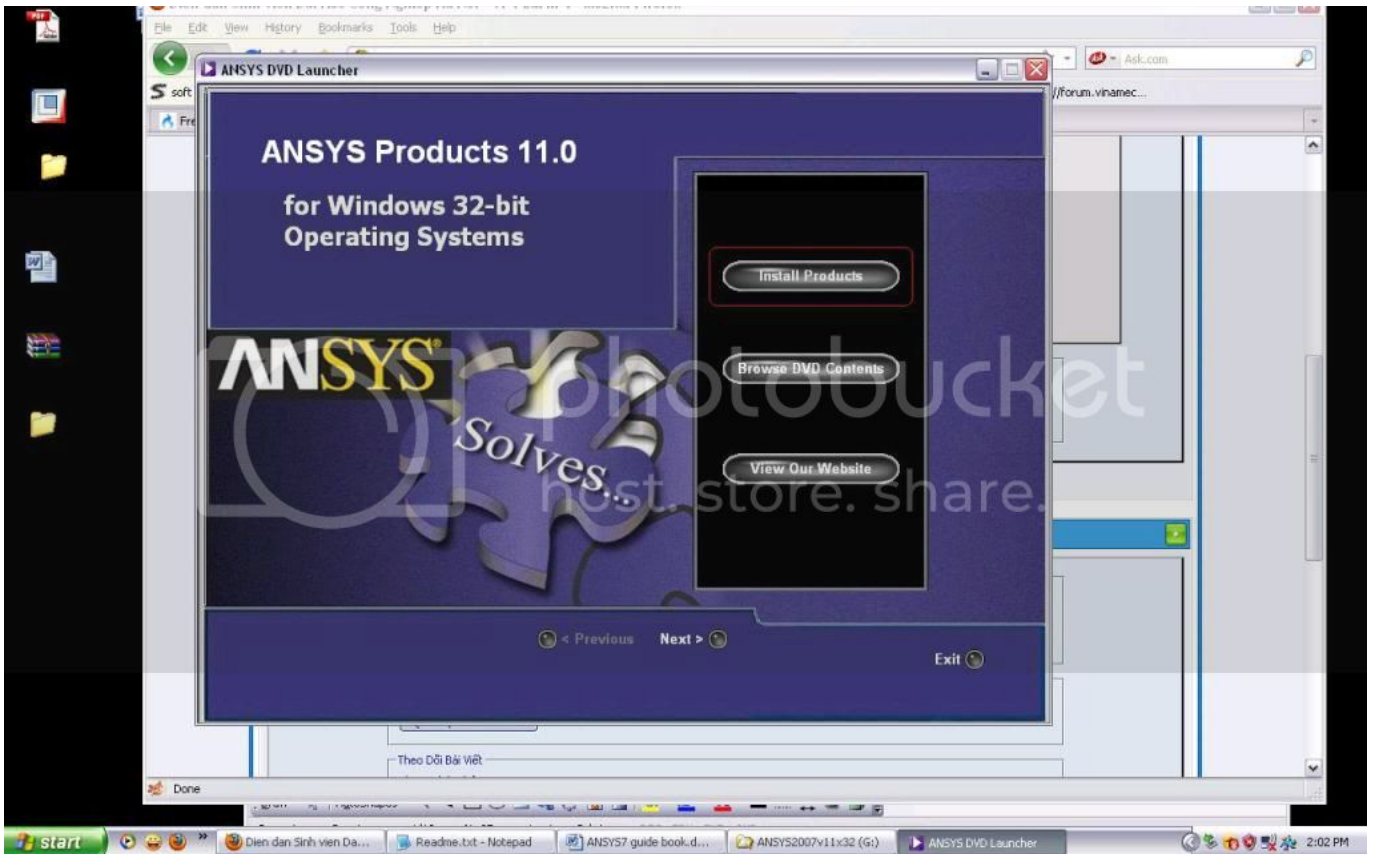 File Edit View History Bookmarks Tools Help
ANSYS DVD Launcher
Ask.com
soft
//forum.vinamec...
Fre
ANSYS Products 11.0
for Windows 32-bit
Operating Systems
Install Products
ANSYS
Browse DVD Contents
photobucket
Solves...
View Our Website
host. store. share.
< Previous Next >
Exit
Theo Dõi Bài Viết
Done
start
Dien dan Sinh vien Da...
Readme.txt - Notepad
ANSYS7 guide book.d...
ANSYS2007v11x32 (G:)
ANSYS DVD Launcher
2:02 PM